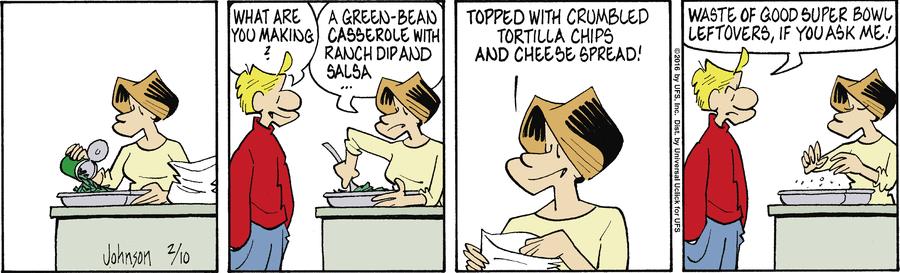 Johnson 2/10
WHAT ARE
YOU MAKING
?
A GREEN-BEAN
CASSEROLE WITH
RANCH DIP AND
SALSA
...
TOPPED WITH CRUMBLED
TORTILLA CHIPS
AND CHEESE SPREAD!
©2016 by UFS, Inc. Dist. by Universal Uclick for UFS
WASTE OF GOOD SUPER BOWL
LEFTOVERS, IF YOU ASK ME!